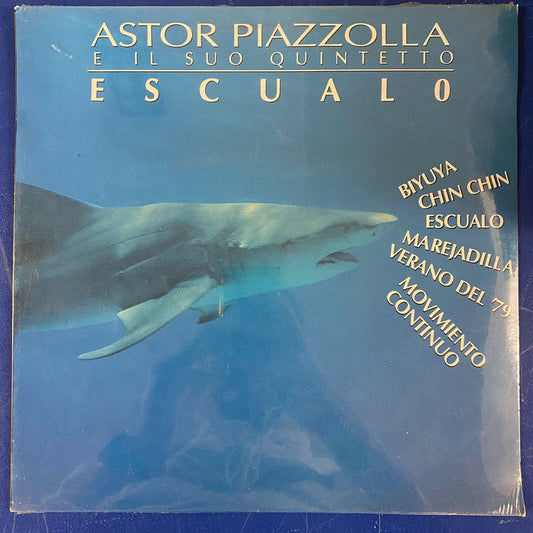 ASTOR PIAZZOLLA
E IL SUO QUINTETTO
ESCUALO
BIYUYA
CHIN CHIN
ESCUALO
MAREJADILLA
VERANO DEL '79
MOVIMIENTO
CONTINUO